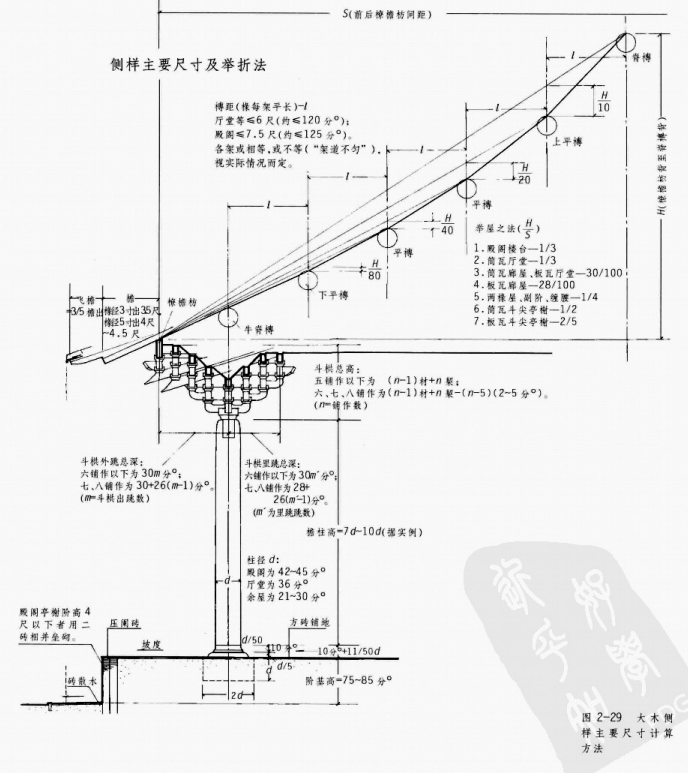 S(前后橑檐枋间距)
侧样主要尺寸及举折法
l
脊槫
H/10
槫距(椽每架平长)-l
厅堂等≤6尺(约≤120分°);
殿阁≤7.5尺(约≤125分°)。
各架或相等,或不等("架道不匀"),
视实际情况而定。
l
上平槫
l
H/20
平槫
l
H/40
平槫
l
H/80
下平槫
H(橑檐枋背至脊槫背)
举屋之法(H/S)
1.殿阁楼台—1/3
2.筒瓦厅堂—1/3
3.筒瓦廊屋、板瓦厅堂—30/100
4.板瓦廊屋—28/100
5.两椽屋、副阶、缠腰—1/4
6.筒瓦斗尖亭榭—1/2
7.板瓦斗尖亭榭—2/5
飞檐
=3/5檐出
檐
椽径3寸出3.5尺
椽径5寸出4尺
~4.5尺
橑檐枋
牛脊槫
斗栱总高:
五铺作以下为 (n-1)材+n栔;
六、七、八铺作为(n-1)材+n栔-(n-5)(2~5分°)。
(n=铺作数)
斗栱外跳总深:
六铺作以下为30m分°;
七、八铺作为30+26(m-1)分°。
(m=斗栱出跳数)
斗栱里跳总深:
六铺作以下为30m′分°;
七、八铺作为28+
26(m′-1)分°。
(m′为里跳跳数)
檐柱高=7d~10d(据实例)
柱径d:
殿阁为42~45分°
厅堂为36分°
余屋为21~30分°
d
殿阁亭榭阶高4
尺以下者用二
砖相并垒砌。
压阑砖
坡度
d/50
方砖铺地
10分°
10分°+11/50d
d/5
d
砖散水
2d
阶基高=75~85分°
图2-29 大木侧
样主要尺寸计算
方法